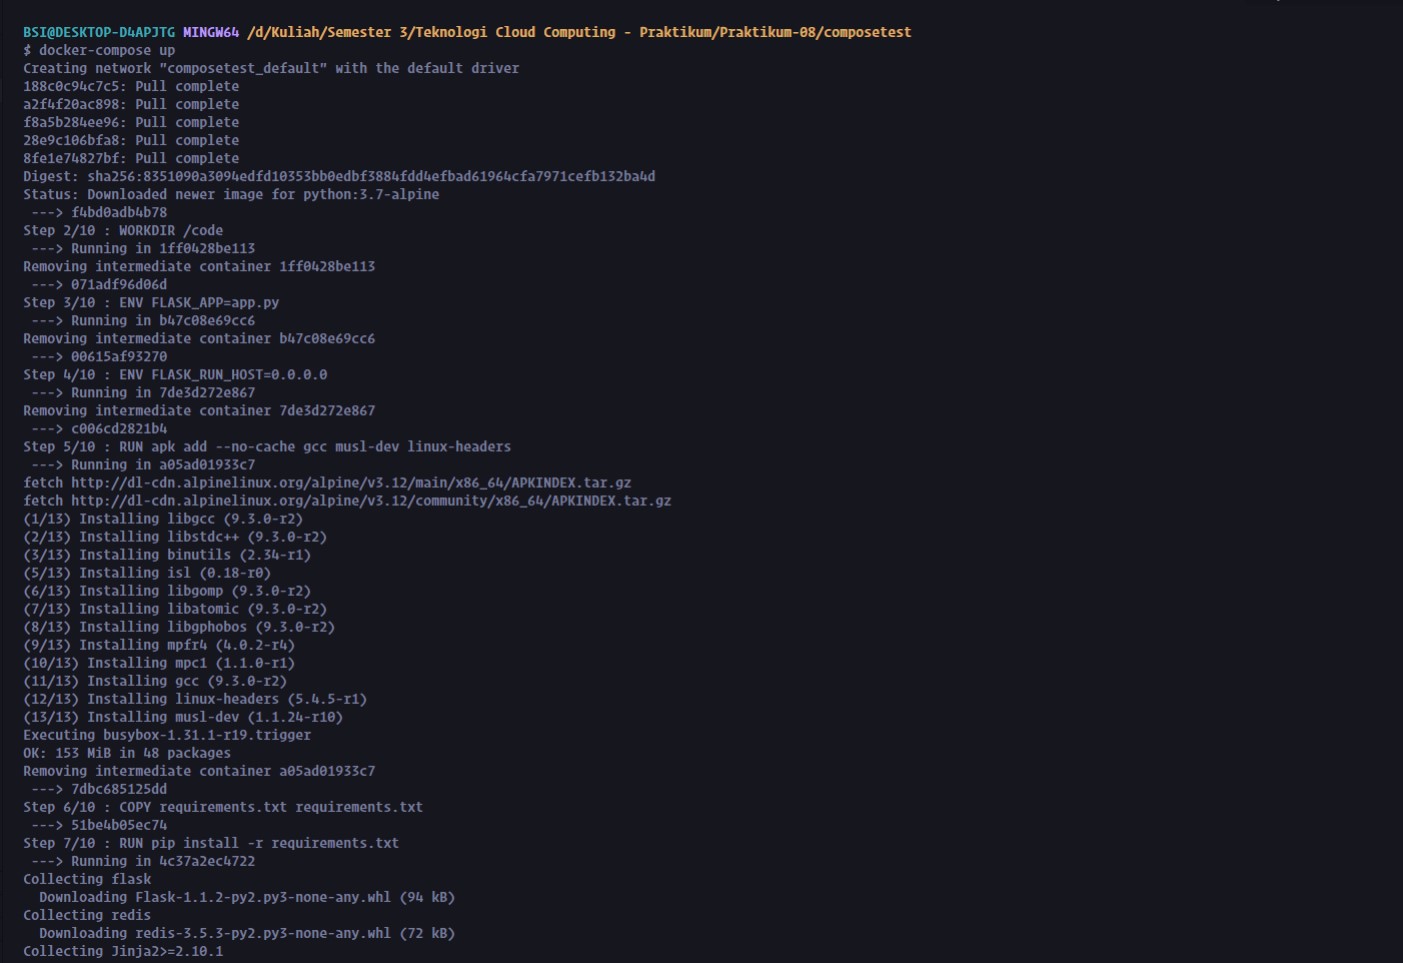 BSI@DESKTOP-D4APJTG MINGW64 /d/Kuliah/Semester 3/Teknologi Cloud Computing - Praktikum/Praktikum-08/composetest
$ docker-compose up
Creating network "composetest_default" with the default driver
188c0c94c7c5: Pull complete
a2f4f20ac898: Pull complete
f8a5b284ee96: Pull complete
28e9c106bfa8: Pull complete
8fe1e74827bf: Pull complete
Digest: sha256:8351090a3094edfd10353bb0edbf3884fdd4efbad61964cfa7971cefb132ba4d
Status: Downloaded newer image for python:3.7-alpine
 ---> f4bd0adb4b78
Step 2/10 : WORKDIR /code
 ---> Running in 1ff0428be113
Removing intermediate container 1ff0428be113
 ---> 071adf96d06d
Step 3/10 : ENV FLASK_APP=app.py
 ---> Running in b47c08e69cc6
Removing intermediate container b47c08e69cc6
 ---> 00615af93270
Step 4/10 : ENV FLASK_RUN_HOST=0.0.0.0
 ---> Running in 7de3d272e867
Removing intermediate container 7de3d272e867
 ---> c006cd2821b4
Step 5/10 : RUN apk add --no-cache gcc musl-dev linux-headers
 ---> Running in a05ad01933c7
fetch http://dl-cdn.alpinelinux.org/alpine/v3.12/main/x86_64/APKINDEX.tar.gz
fetch http://dl-cdn.alpinelinux.org/alpine/v3.12/community/x86_64/APKINDEX.tar.gz
(1/13) Installing libgcc (9.3.0-r2)
(2/13) Installing libstdc++ (9.3.0-r2)
(3/13) Installing binutils (2.34-r1)
(5/13) Installing isl (0.18-r0)
(6/13) Installing libgomp (9.3.0-r2)
(7/13) Installing libatomic (9.3.0-r2)
(8/13) Installing libgphobos (9.3.0-r2)
(9/13) Installing mpfr4 (4.0.2-r4)
(10/13) Installing mpc1 (1.1.0-r1)
(11/13) Installing gcc (9.3.0-r2)
(12/13) Installing linux-headers (5.4.5-r1)
(13/13) Installing musl-dev (1.1.24-r10)
Executing busybox-1.31.1-r19.trigger
OK: 153 MiB in 48 packages
Removing intermediate container a05ad01933c7
 ---> 7dbc685125dd
Step 6/10 : COPY requirements.txt requirements.txt
 ---> 51be4b05ec74
Step 7/10 : RUN pip install -r requirements.txt
 ---> Running in 4c37a2ec4722
Collecting flask
  Downloading Flask-1.1.2-py2.py3-none-any.whl (94 kB)
Collecting redis
  Downloading redis-3.5.3-py2.py3-none-any.whl (72 kB)
Collecting Jinja2>=2.10.1